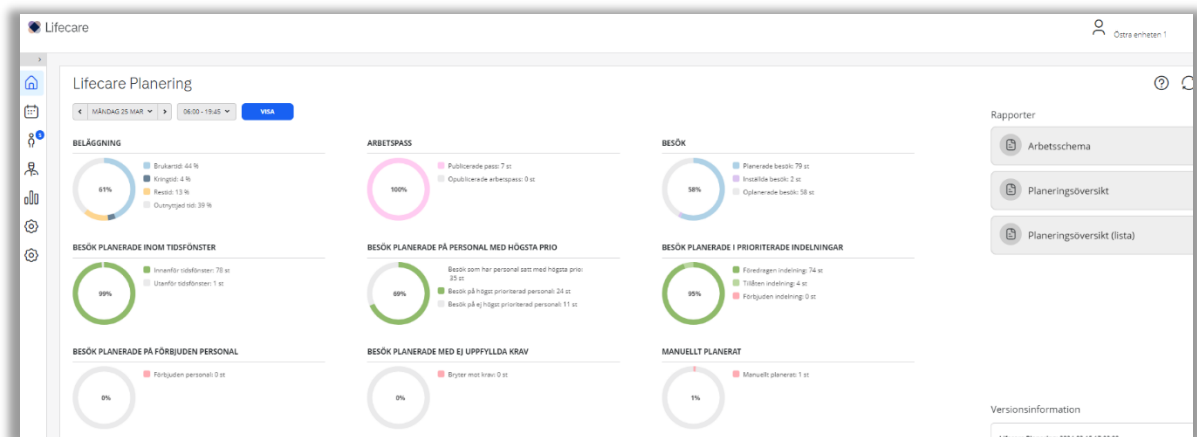 Lifecare
Östra enheten 1
Lifecare Planering
MÅNDAG 25 MAR
06:00 - 19:45
VISA
BELÄGGNING
61%
Brukartid: 44 %
Kringtid: 4 %
Restid: 13 %
Outnyttjad tid: 39 %
ARBETSPASS
100%
Publicerade pass: 7 st
Opublicerade arbetspass: 0 st
BESÖK
58%
Planerade besök: 79 st
Inställda besök: 2 st
Oplanerade besök: 58 st
BESÖK PLANERADE INOM TIDSFÖNSTER
99%
Innanför tidsfönster: 78 st
Utanför tidsfönster: 1 st
BESÖK PLANERADE PÅ PERSONAL MED HÖGSTA PRIO
69%
Besök som har personal satt med högsta prio:
35 st
Besök på högst prioriterad personal: 24 st
Besök på ej högst prioriterad personal: 11 st
BESÖK PLANERADE I PRIORITERADE INDELNINGAR
95%
Föredragen indelning: 74 st
Tillåten indelning: 4 st
Förbjuden indelning: 0 st
BESÖK PLANERADE PÅ FÖRBJUDEN PERSONAL
0%
Förbjuden personal: 0 st
BESÖK PLANERADE MED EJ UPPFYLLDA KRAV
0%
Bryter mot krav: 0 st
MANUELLT PLANERAT
1%
Manuellt planerat: 1 st
Rapporter
Arbetsschema
Planeringsöversikt
Planeringsöversikt (lista)
Versionsinformation